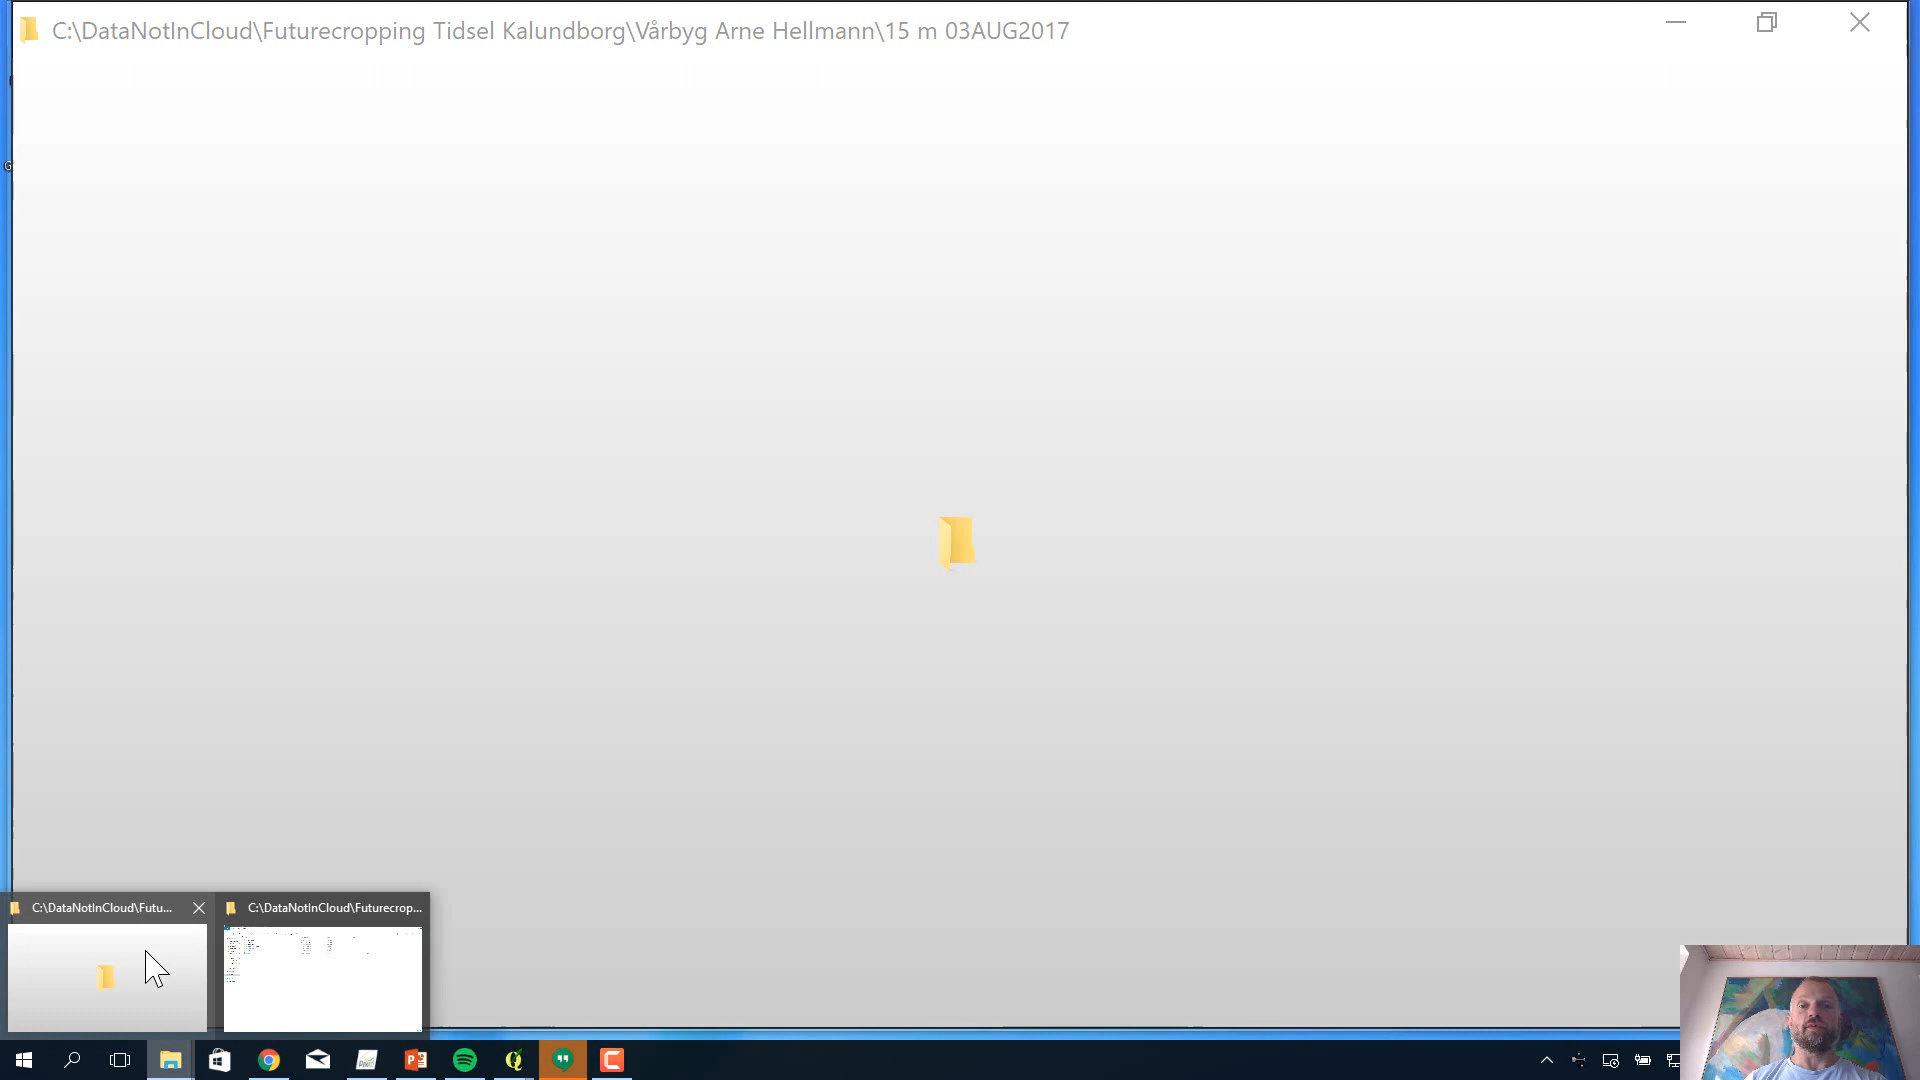 C:\DataNotInCloud\Futurecropping Tidsel Kalundborg\Vårbyg Arne Hellmann\15 m 03AUG2017
C:\DataNotInCloud\Futu...
C:\DataNotInCloud\Futurecrop...